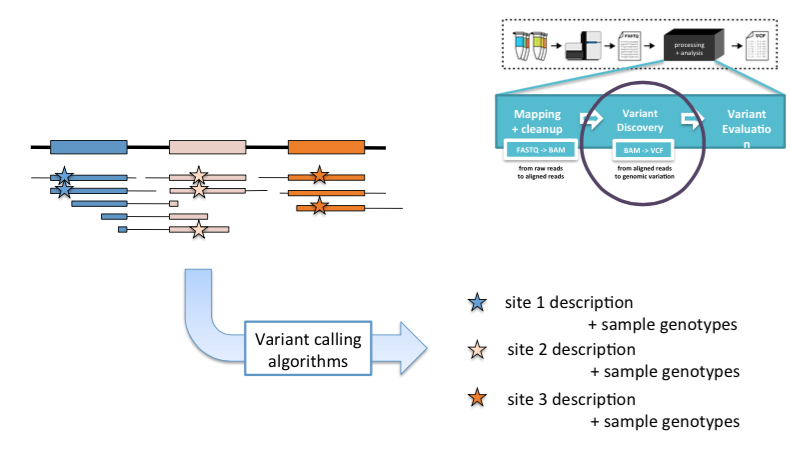 FASTQ
processing
+ analysis
VCF
Mapping
+ cleanup
FASTQ -> BAM
from raw reads
to aligned reads
Variant
Discovery
BAM -> VCF
from aligned reads
to genomic variation
Variant
Evaluatio
n
Variant calling
algorithms
site 1 description
+ sample genotypes
site 2 description
+ sample genotypes
site 3 description
+ sample genotypes